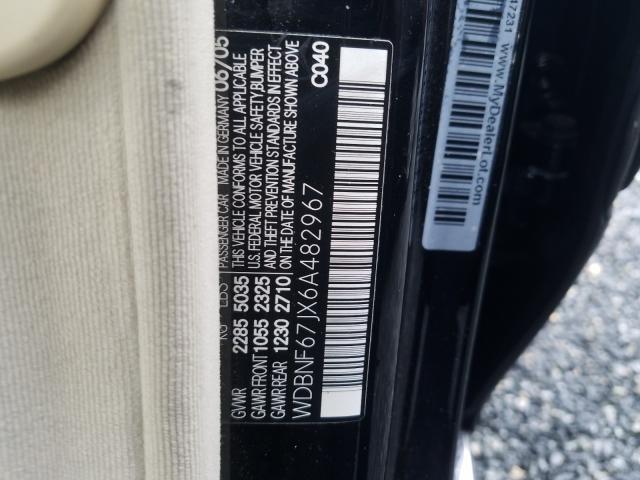 PASSENGER CAR MADE IN GERMANY 06/05
KG LBS THIS VEHICLE CONFORMS TO ALL APPLICABLE
GVWR 2285 5035 U.S. FEDERAL MOTOR VEHICLE SAFETY/BUMPER
GAWR FRONT 1055 2325 AND THEFT PREVENTION STANDARDS IN EFFECT
GAWR REAR 1230 2710 ON THE DATE OF MANUFACTURE SHOWN ABOVE
WDBNF67JX6A482967 C040
www.MyDealerLot.com